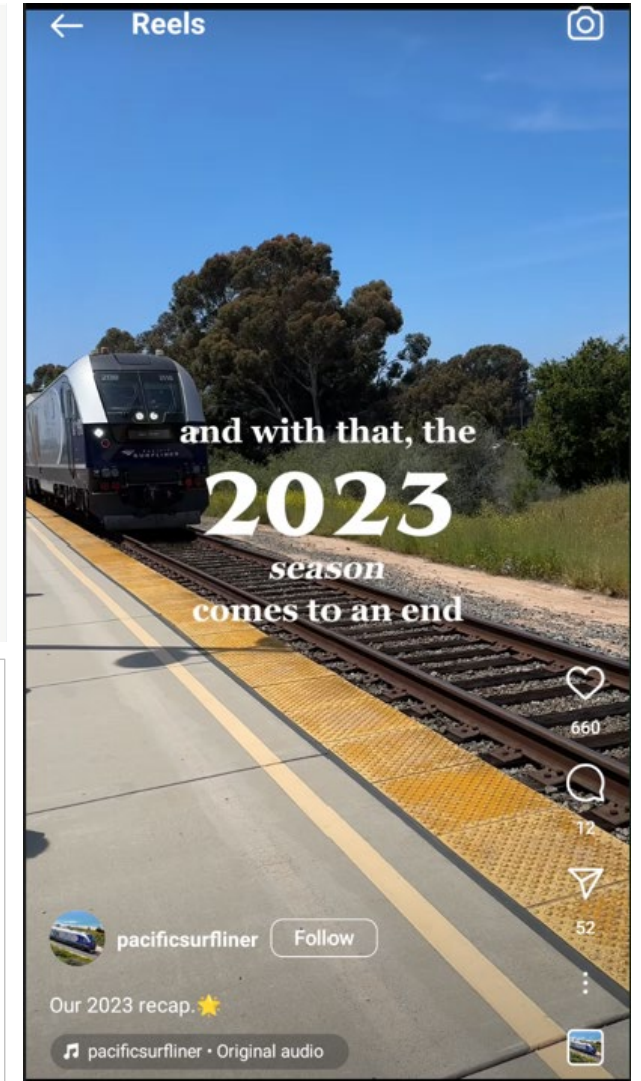 Reels
and with that, the
2023
season
comes to an end
SURFLINER
660
12
52
pacificsurfliner
Follow
Our 2023 recap.🌟
pacificsurfliner • Original audio